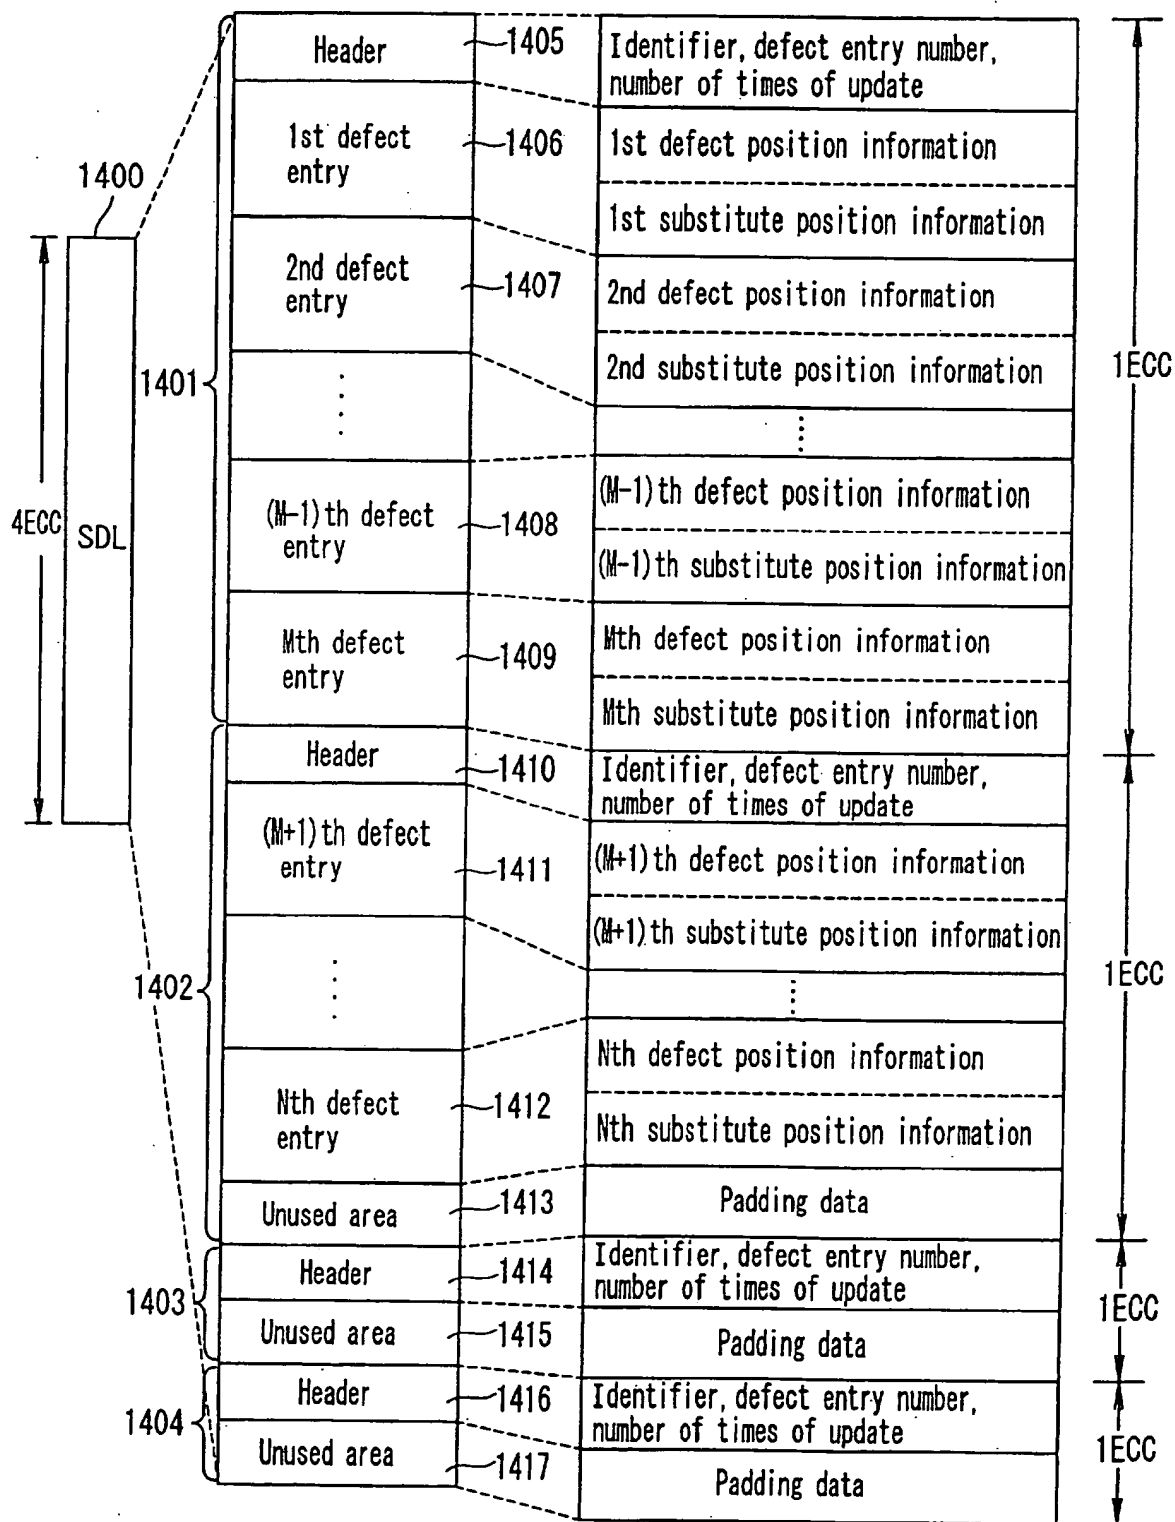 Header
1405
Identifier, defect entry number,
number of times of update
1st defect
entry
1406
1st defect position information
1st substitute position information
1400
2nd defect
entry
1407
2nd defect position information
2nd substitute position information
1401
1ECC
4ECC
SDL
(M-1)th defect
entry
1408
(M-1)th defect position information
(M-1)th substitute position information
Mth defect
entry
1409
Mth defect position information
Mth substitute position information
Header
1410
Identifier, defect entry number,
number of times of update
(M+1)th defect
entry
1411
(M+1)th defect position information
(M+1)th substitute position information
1402
1ECC
Nth defect
entry
1412
Nth defect position information
Nth substitute position information
Unused area
1413
Padding data
1403
Header
1414
Identifier, defect entry number,
number of times of update
1ECC
Unused area
1415
Padding data
1404
Header
1416
Identifier, defect entry number,
number of times of update
1ECC
Unused area
1417
Padding data